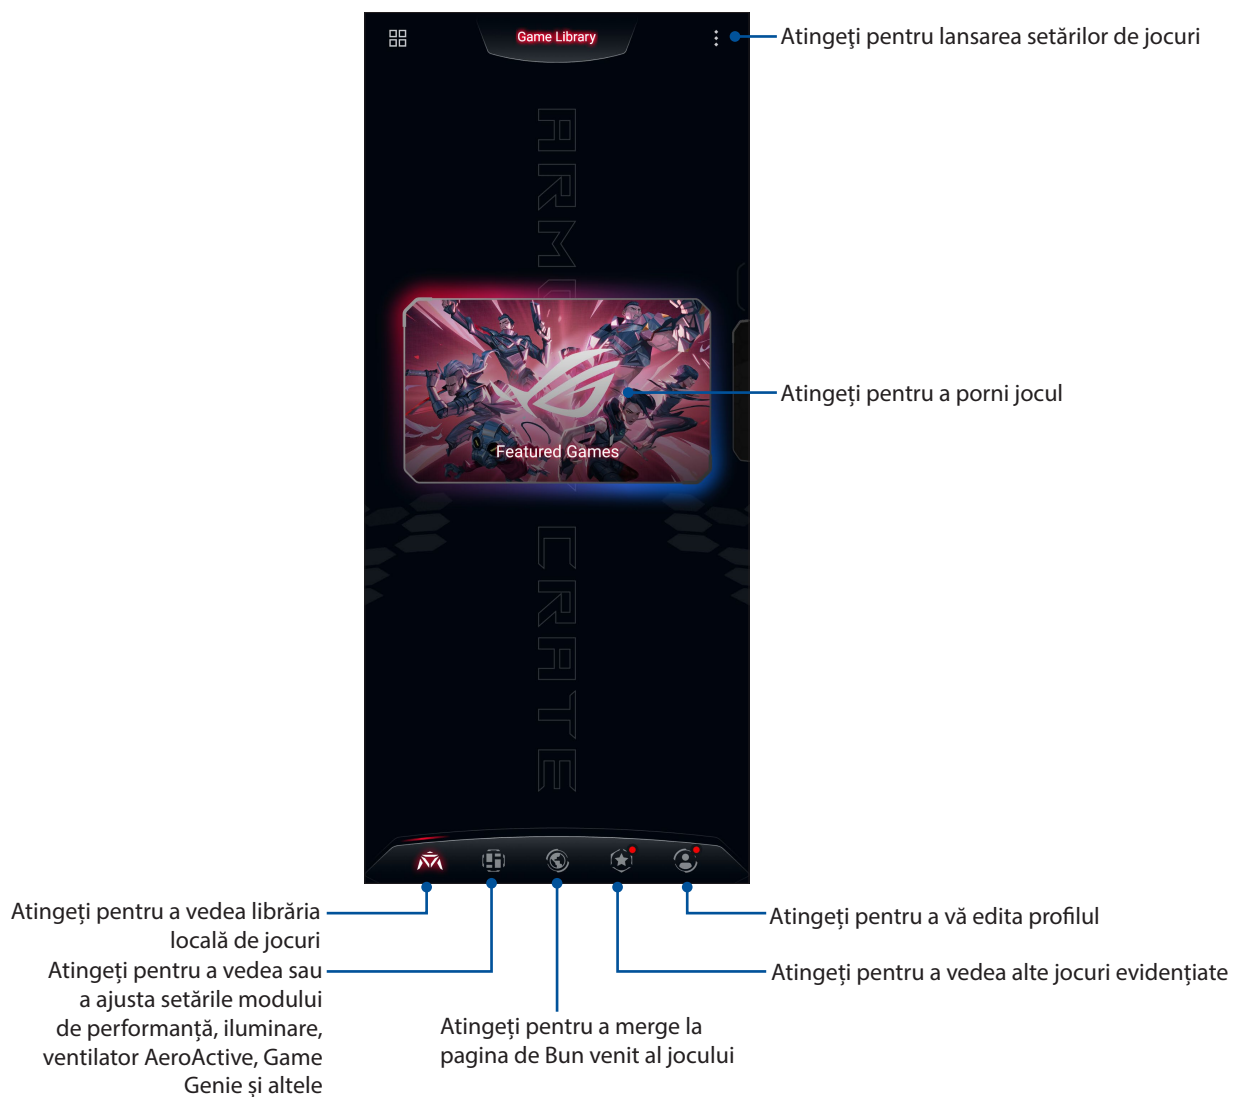 Game Library
Atingeţi pentru lansarea setărilor de jocuri
ARMOURY CRATE
Atingeți pentru a porni jocul
Featured Games
Atingeți pentru a vedea librăria
locală de jocuri
Atingeți pentru a vedea sau
a ajusta setările modului
de performanță, iluminare,
ventilator AeroActive, Game
Genie și altele
Atingeți pentru a merge la
pagina de Bun venit al jocului
Atingeți pentru a vă edita profilul
Atingeți pentru a vedea alte jocuri evidențiate